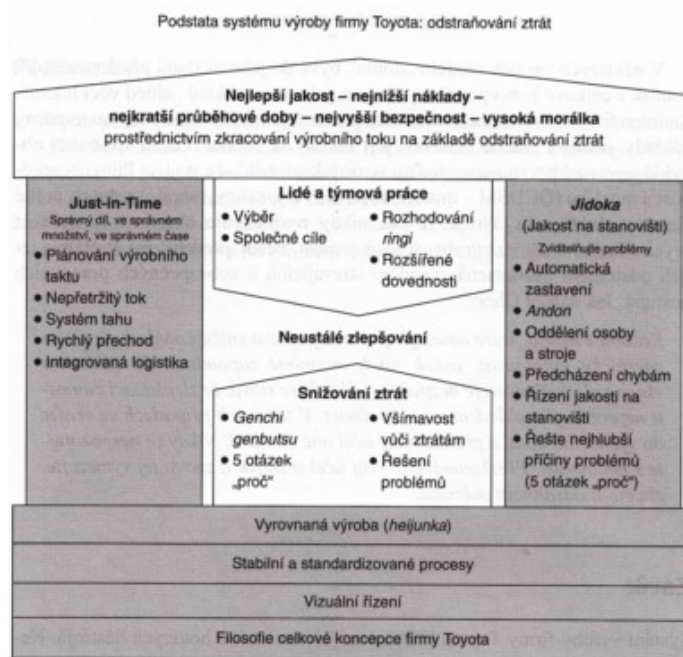 Podstata systému výroby firmy Toyota: odstraňování ztrát
Nejlepší jakost – nejnižší náklady –
nejkratší průběhové doby – nejvyšší bezpečnost – vysoká morálka
prostřednictvím zkracování výrobního toku na základě odstraňování ztrát
Just-in-Time
Správný díl, ve správném
množství, ve správném čase
• Plánování výrobního
taktu
• Nepřetržitý tok
• Systém tahu
• Rychlý přechod
• Integrovaná logistika
Lidé a týmová práce
• Výběr
• Společné cíle
• Rozhodování
ringi
• Rozšířené
dovednosti
Neustálé zlepšování
Snižování ztrát
• Genchi
genbutsu
• 5 otázek
„proč“
• Všímavost
vůči ztrátám
• Řešení
problémů
Jidoka
(Jakost na stanovišti)
Zviditelňujte problémy
• Automatická
zastavení
• Andon
• Oddělení osoby
a stroje
• Předcházení chybám
• Řízení jakosti na
stanovišti
• Řešte nejhlubší
příčiny problémů
(5 otázek „proč“)
Vyrovnaná výroba (heijunka)
Stabilní a standardizované procesy
Vizuální řízení
Filosofie celkové koncepce firmy Toyota